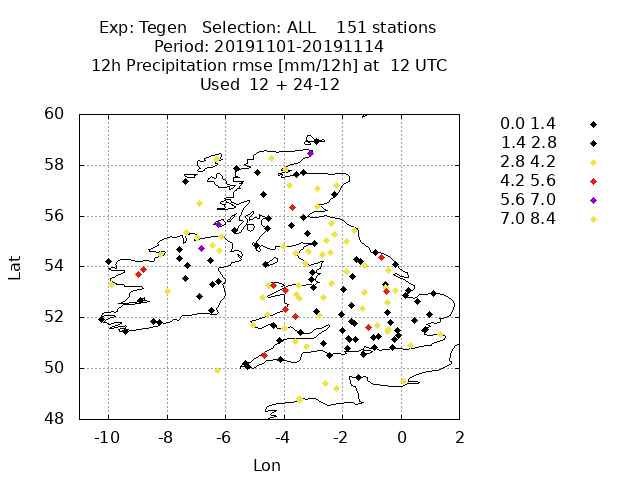 Exp: Tegen Selection: ALL 151 stations
Period: 20191101-20191114
12h Precipitation rmse [mm/12h] at 12 UTC
Used 12 + 24-12
60
58
56
54
52
50
48
Lat
-10 -8 -6 -4 -2 0 2
Lon
0.0 1.4
1.4 2.8
2.8 4.2
4.2 5.6
5.6 7.0
7.0 8.4